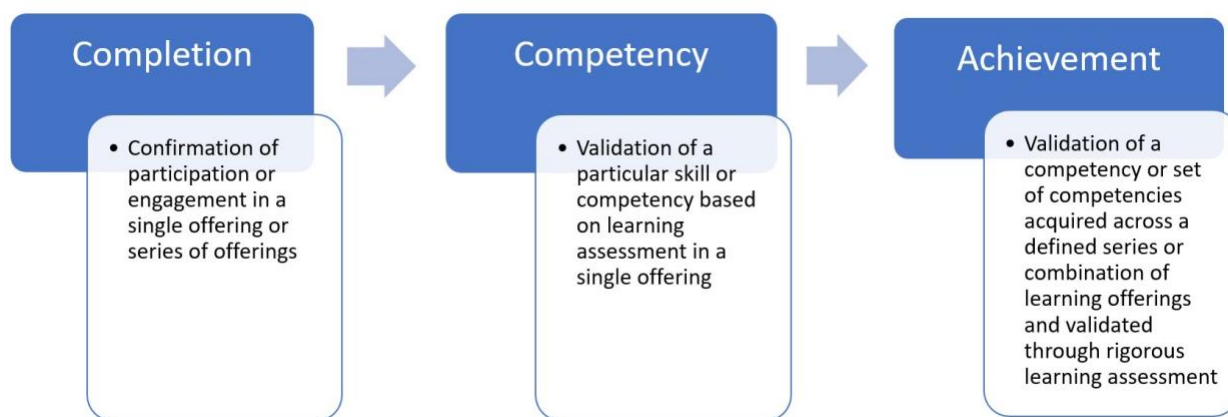 Completion
• Confirmation of
participation or
engagement in a
single offering or
series of offerings
Competency
• Validation of a
particular skill or
competency based
on learning
assessment in a
single offering
Achievement
• Validation of a
competency or set
of competencies
acquired across a
defined series or
combination of
learning offerings
and validated
through rigorous
learning assessment